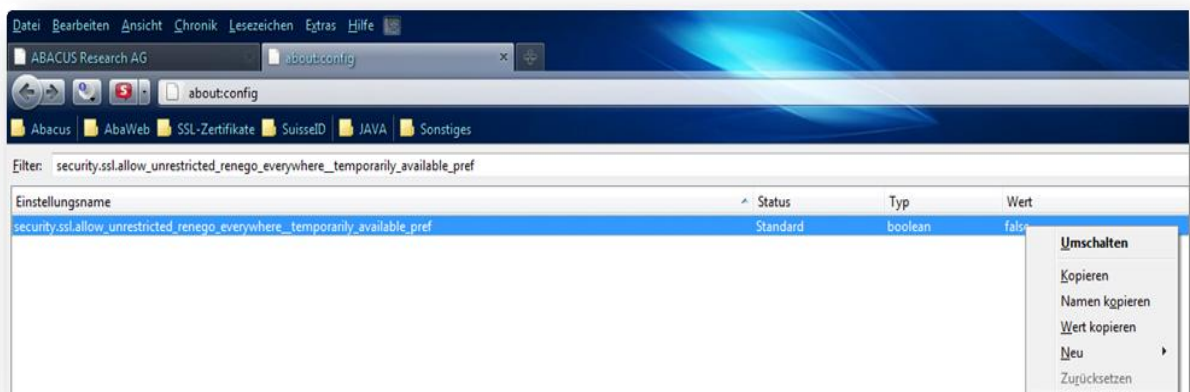 Datei Bearbeiten Ansicht Chronik Lesezeichen Extras Hilfe
ABACUS Research AG about:config
about:config
Abacus AbaWeb SSL-Zertifikate SuisseID JAVA Sonstiges
Filter: security.ssl.allow_unrestricted_renego_everywhere__temporarily_available_pref
Einstellungsname Status Typ Wert
security.ssl.allow_unrestricted_renego_everywhere__temporarily_available_pref Standard boolean false
Umschalten
Kopieren
Namen kopieren
Wert kopieren
Neu
Zurücksetzen